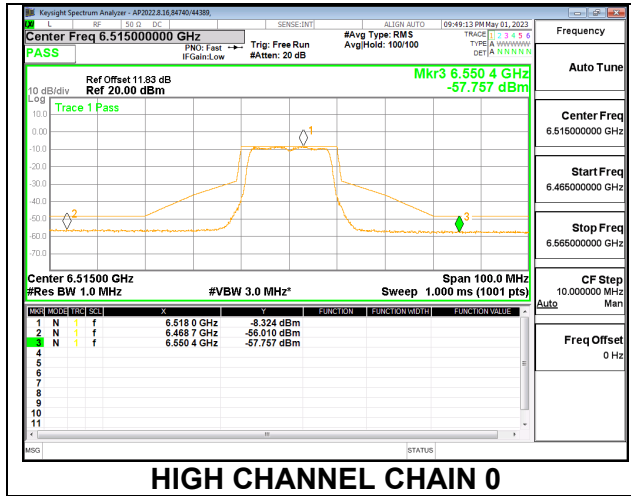 Keysight Spectrum Analyzer - AP2022.8.16,84740/44389,
L RF 50 Ω DC SENSE:INT ALIGN AUTO 09:49:13 PM May 01, 2023
Center Freq 6.515000000 GHz #Avg Type: RMS TRACE 1 2 3 4 5 6
PASS PNO: Fast Trig: Free Run Avg|Hold: 100/100 TYPE A WWWWW
IFGain:Low #Atten: 20 dB DET A N N N N N
Ref Offset 11.83 dB Mkr3 6.550 4 GHz
10 dB/div Ref 20.00 dBm -57.757 dBm
Log
Trace 1 Pass
10.0
0.00
-10.0
-20.0
-30.0
-40.0
-50.0
-60.0
-70.0
1
2
3
Center 6.51500 GHz Span 100.0 MHz
#Res BW 1.0 MHz #VBW 3.0 MHz* Sweep 1.000 ms (1001 pts)
MKR MODE TRC SCL X Y FUNCTION FUNCTION WIDTH FUNCTION VALUE
1 N 1 f 6.518 0 GHz -8.324 dBm
2 N 1 f 6.468 7 GHz -56.010 dBm
3 N 1 f 6.550 4 GHz -57.757 dBm
4
5
6
7
8
9
10
11
MSG STATUS
Frequency
Auto Tune
Center Freq
6.515000000 GHz
Start Freq
6.465000000 GHz
Stop Freq
6.565000000 GHz
CF Step
10.000000 MHz
Auto Man
Freq Offset
0 Hz
HIGH CHANNEL CHAIN 0